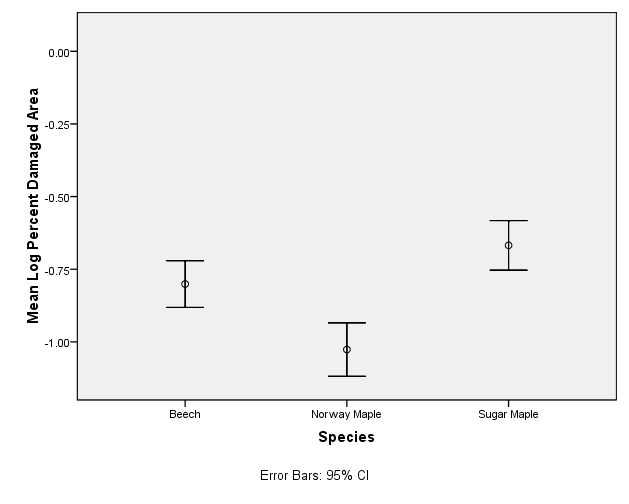 Mean Log Percent Damaged Area
0.00
-0.25
-0.50
-0.75
-1.00
Beech Norway Maple Sugar Maple
Species
Error Bars: 95% CI